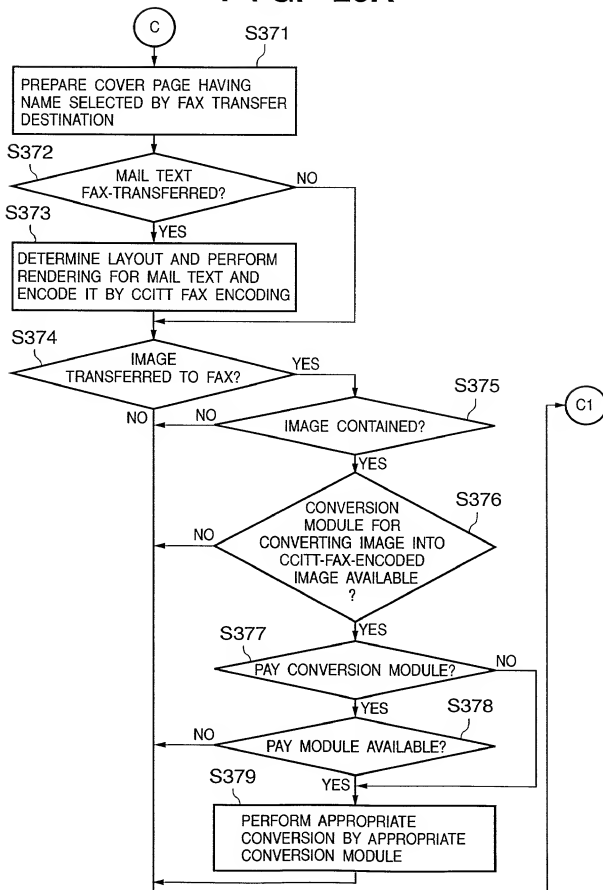 C
S371
PREPARE COVER PAGE HAVING
NAME SELECTED BY FAX TRANSFER
DESTINATION
S372
MAIL TEXT
FAX-TRANSFERRED?
NO
YES
S373
DETERMINE LAYOUT AND PERFORM
RENDERING FOR MAIL TEXT AND
ENCODE IT BY CCITT FAX ENCODING
S374
IMAGE
TRANSFERRED TO FAX?
YES
NO
S375
IMAGE CONTAINED?
NO
YES
C1
S376
CONVERSION
MODULE FOR
CONVERTING IMAGE INTO
CCITT-FAX-ENCODED
IMAGE AVAILABLE
?
NO
YES
S377
PAY CONVERSION MODULE?
NO
YES
S378
PAY MODULE AVAILABLE?
NO
YES
S379
PERFORM APPROPRIATE
CONVERSION BY APPROPRIATE
CONVERSION MODULE